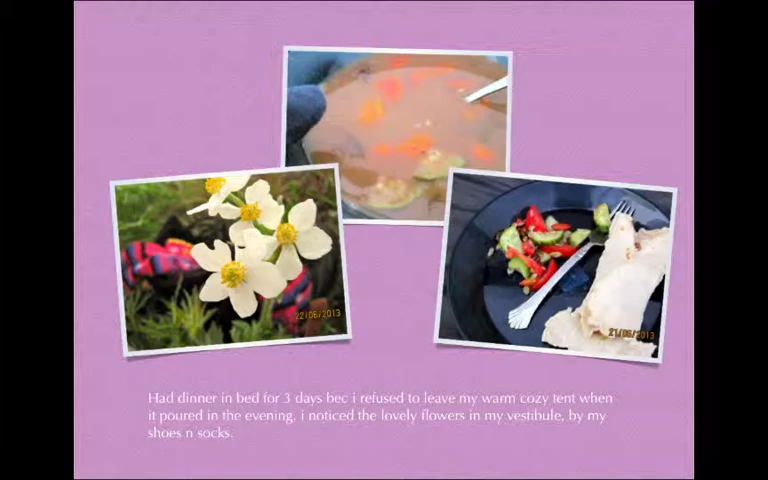 22/06/2013
21/06/2013
Had dinner in bed for 3 days bec i refused to leave my warm cozy tent when
it poured in the evening. i noticed the lovely flowers in my vestibule, by my
shoes n socks.